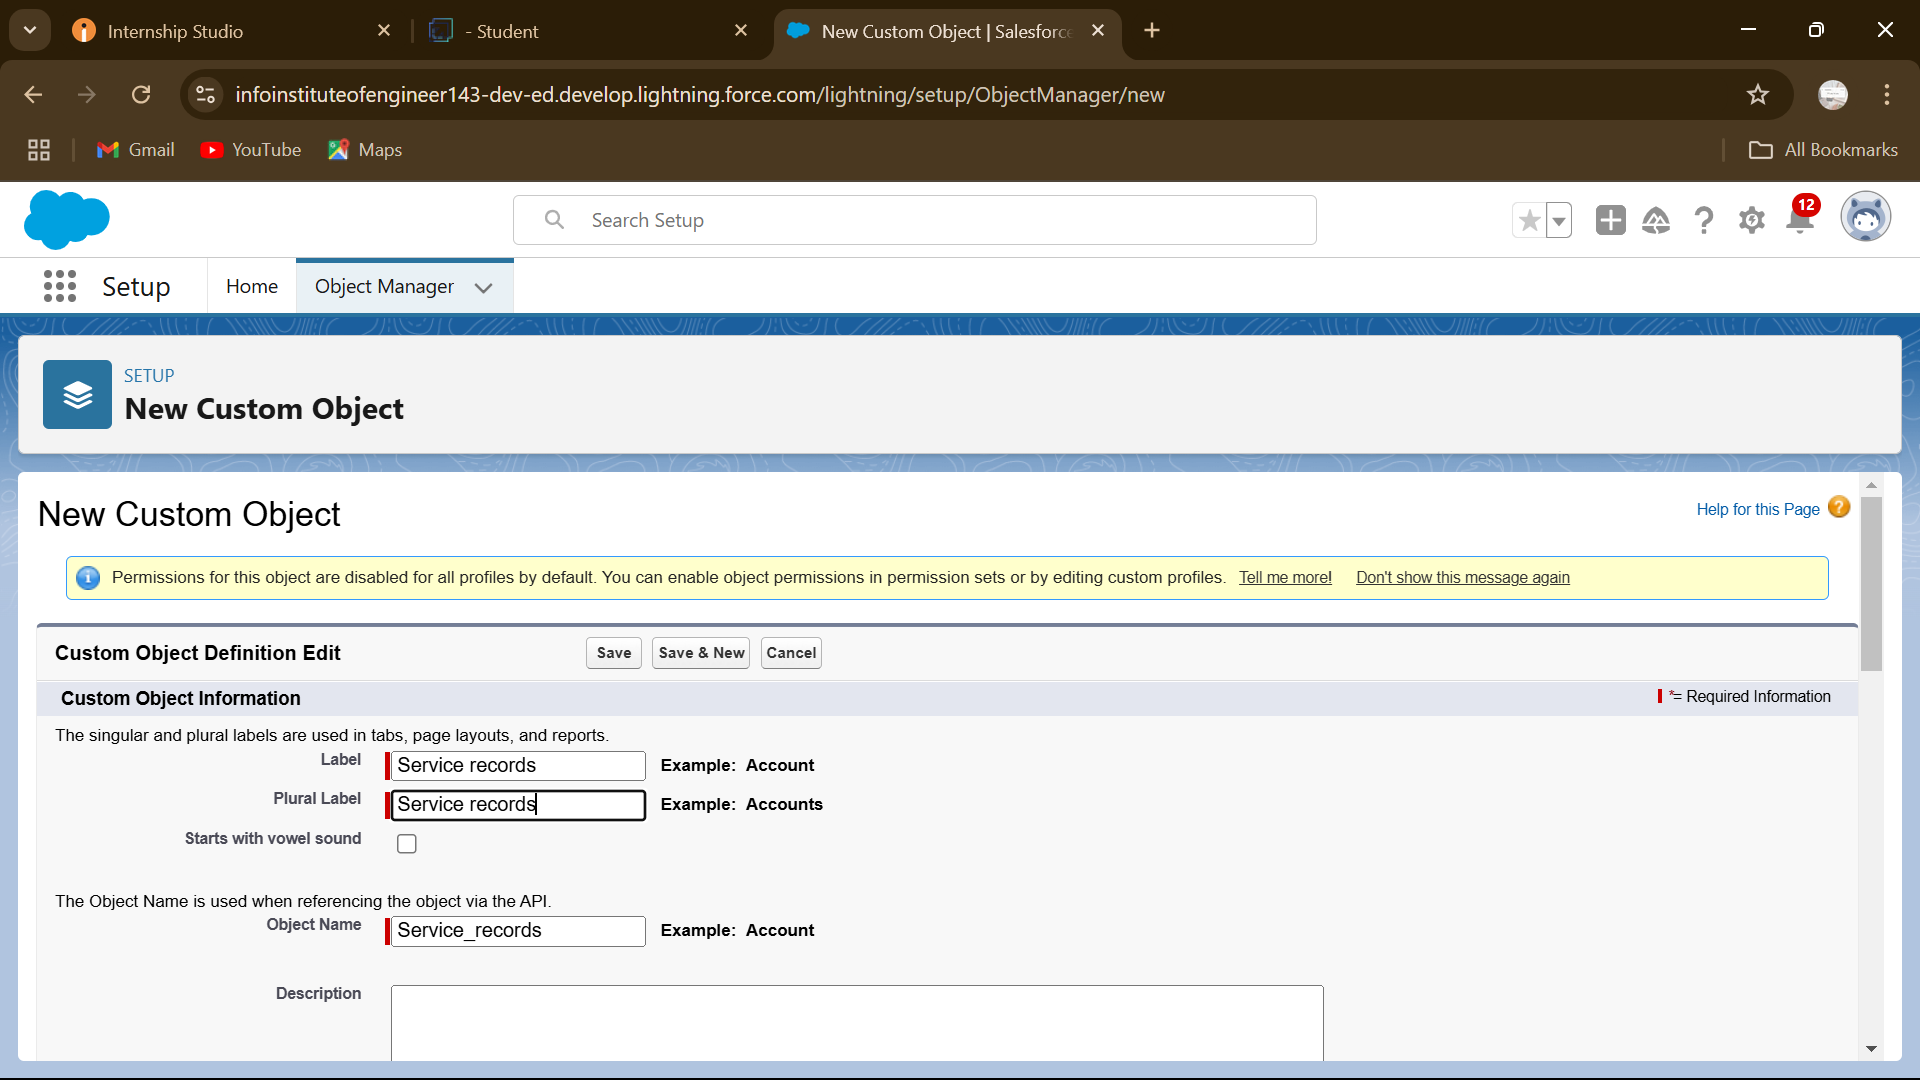 Internship Studio
- Student
New Custom Object | Salesforce
infoinstituteofengineer143-dev-ed.develop.lightning.force.com/lightning/setup/ObjectManager/new
Gmail
YouTube
Maps
All Bookmarks
Search Setup
12
Setup
Home
Object Manager
SETUP
New Custom Object
New Custom Object
Help for this Page ?
i Permissions for this object are disabled for all profiles by default. You can enable object permissions in permission sets or by editing custom profiles. Tell me more! Don't show this message again
Custom Object Definition Edit
Save
Save & New
Cancel
Custom Object Information
* = Required Information
The singular and plural labels are used in tabs, page layouts, and reports.
Label Service records Example: Account
Plural Label Service records Example: Accounts
Starts with vowel sound
The Object Name is used when referencing the object via the API.
Object Name Service_records Example: Account
Description